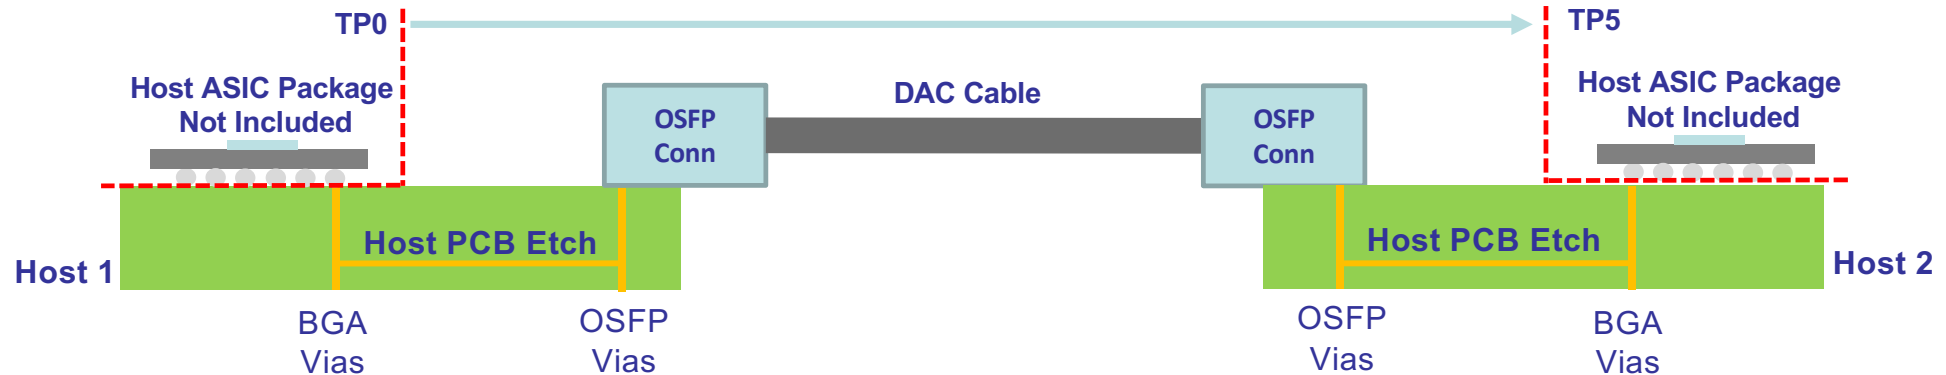 TP0
TP5
Host ASIC Package
Not Included
OSFP
Conn
DAC Cable
OSFP
Conn
Host ASIC Package
Not Included
Host 1
Host PCB Etch
Host PCB Etch
Host 2
BGA
Vias
OSFP
Vias
OSFP
Vias
BGA
Vias